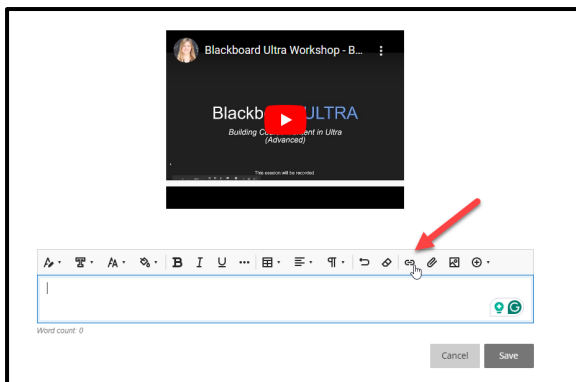 Blackboard Ultra Workshop - B...
Blackb ULTRA
Building Co ent in Ultra
(Advanced)
This session will be recorded
B I U
Word count: 0
Cancel Save